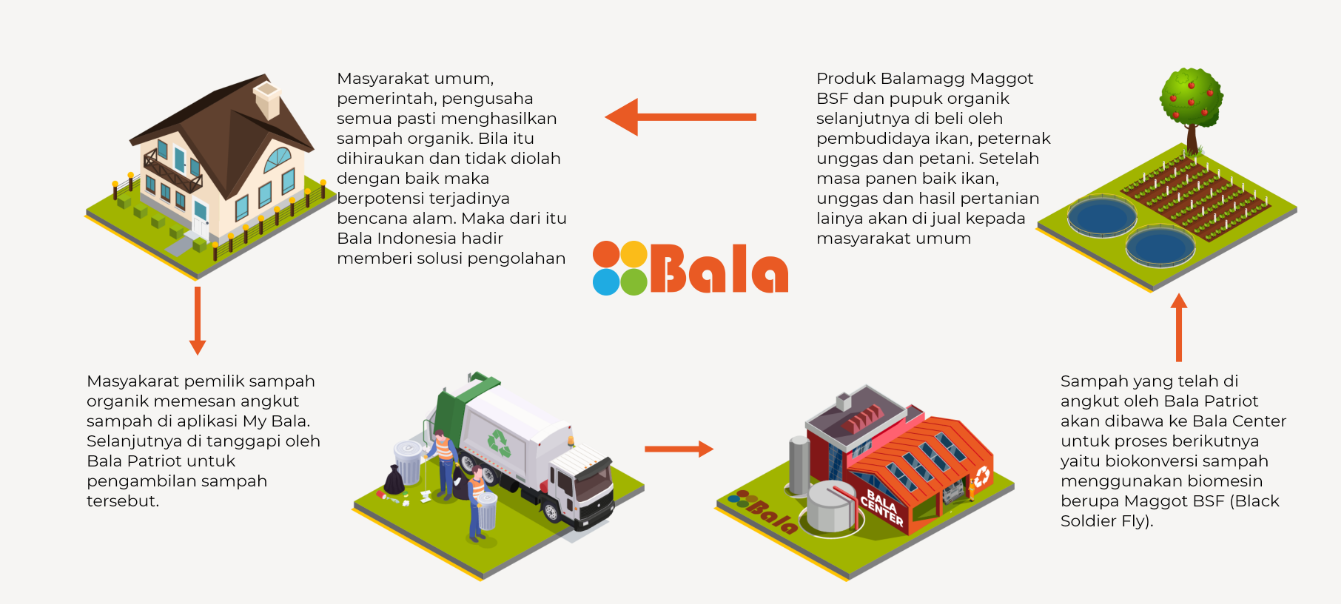 Masyarakat umum,
pemerintah, pengusaha
semua pasti menghasilkan
sampah organik. Bila itu
dihiraukan dan tidak diolah
dengan baik maka
berpotensi terjadinya
bencana alam. Maka dari itu
Bala Indonesia hadir
memberi solusi pengolahan
Produk Balamagg Maggot
BSF dan pupuk organik
selanjutnya di beli oleh
pembudidaya ikan, peternak
unggas dan petani. Setelah
masa panen baik ikan,
unggas dan hasil pertanian
lainya akan di jual kepada
masyarakat umum
Bala
Masyakarat pemilik sampah
organik memesan angkut
sampah di aplikasi My Bala.
Selanjutnya di tanggapi oleh
Bala Patriot untuk
pengambilan sampah
tersebut.
BALA
CENTER
Bala
Sampah yang telah di
angkut oleh Bala Patriot
akan dibawa ke Bala Center
untuk proses berikutnya
yaitu biokonversi sampah
menggunakan biomesin
berupa Maggot BSF (Black
Soldier Fly).